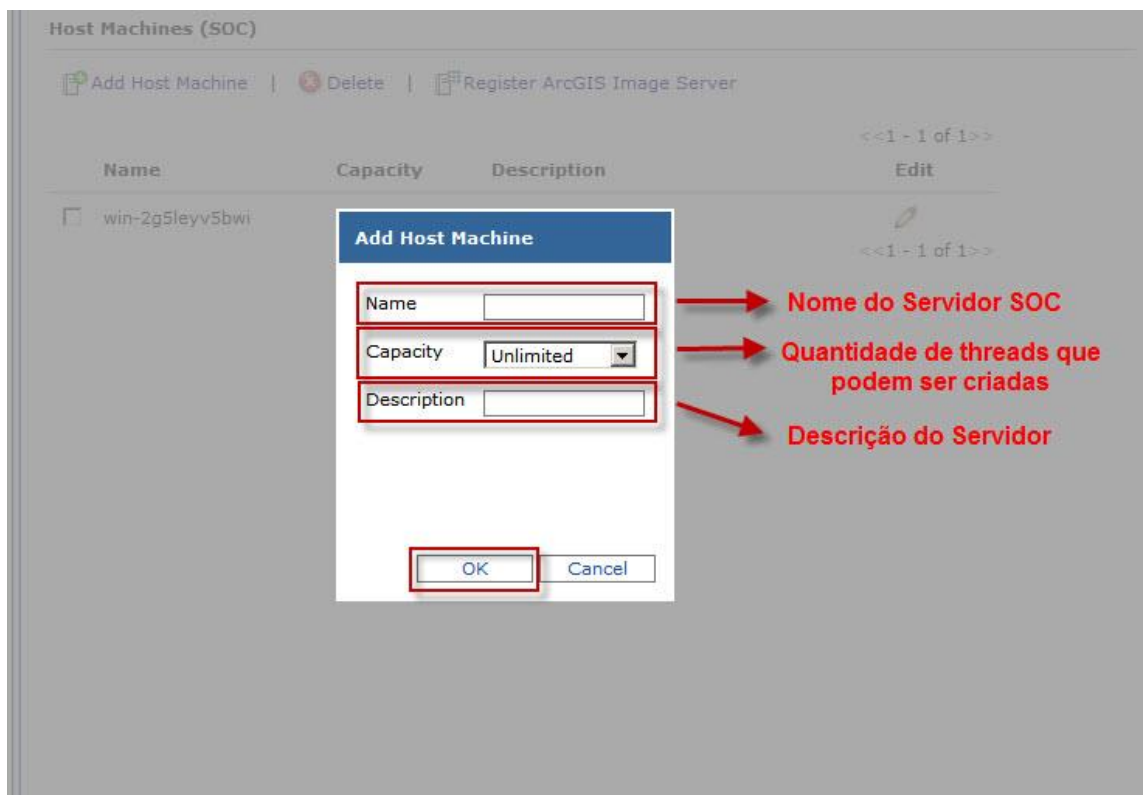 Host Machines (SOC)
Add Host Machine | Delete | Register ArcGIS Image Server
<<1 - 1 of 1>>
Name Capacity Description Edit
win-2g5leyv5bwi
<<1 - 1 of 1>>
Add Host Machine
Name
Nome do Servidor SOC
Capacity Unlimited
Quantidade de threads que
podem ser criadas
Description
Descrição do Servidor
OK Cancel